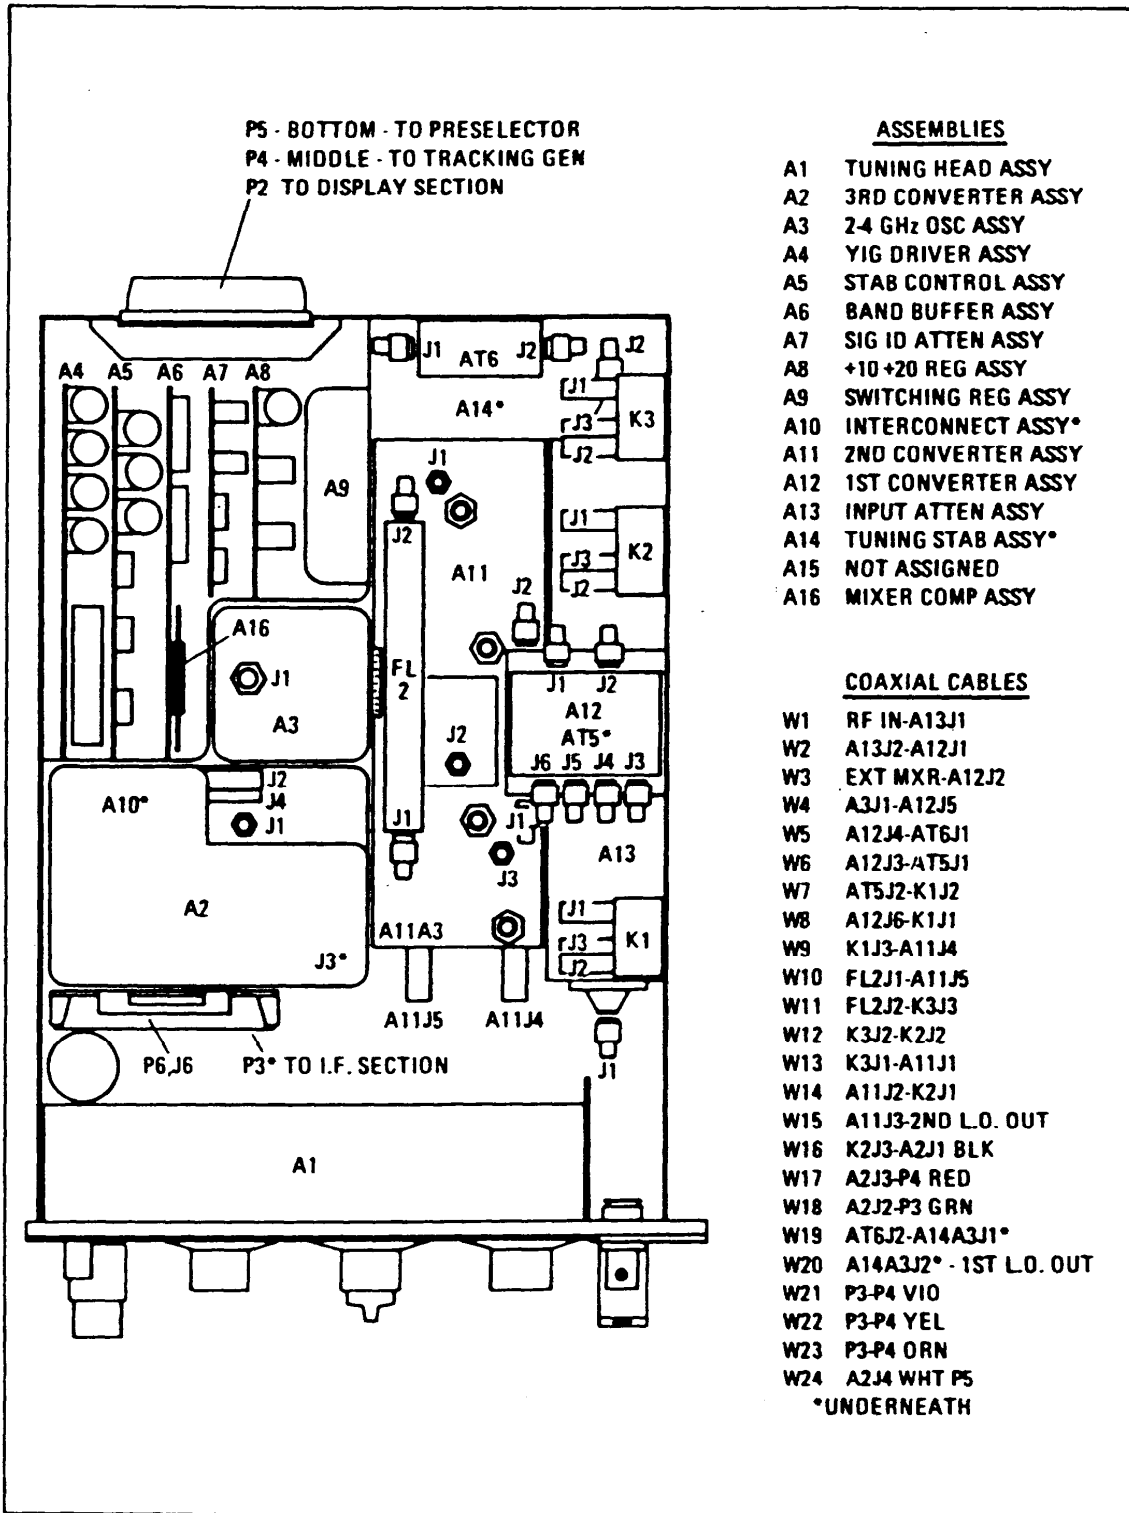 P5 - BOTTOM - TO PRESELECTOR
P4 - MIDDLE - TO TRACKING GEN
P2 TO DISPLAY SECTION
A4 A5 A6 A7 A8
J1 AT6 J2
J2
A14*
J1
J3
J2
K3
A9
J1
J2
A11
J1
J3
J2
K2
J2
A16
J1
A3
FL
2
J2
J1 J2
A12
AT5*
J6 J5 J4 J3
A10*
J2
J4
J1
J1
J1
J3
A13
A2
J3*
A11A3
J1
J3
J2
K1
A11J5 A11J4
P6,J6
P3* TO I.F. SECTION
J1
A1
ASSEMBLIES
A1 TUNING HEAD ASSY
A2 3RD CONVERTER ASSY
A3 2-4 GHz OSC ASSY
A4 YIG DRIVER ASSY
A5 STAB CONTROL ASSY
A6 BAND BUFFER ASSY
A7 SIG ID ATTEN ASSY
A8 +10 +20 REG ASSY
A9 SWITCHING REG ASSY
A10 INTERCONNECT ASSY*
A11 2ND CONVERTER ASSY
A12 1ST CONVERTER ASSY
A13 INPUT ATTEN ASSY
A14 TUNING STAB ASSY*
A15 NOT ASSIGNED
A16 MIXER COMP ASSY
COAXIAL CABLES
W1 RF IN-A13J1
W2 A13J2-A12J1
W3 EXT MXR-A12J2
W4 A3J1-A12J5
W5 A12J4-AT6J1
W6 A12J3-AT5J1
W7 AT5J2-K1J2
W8 A12J6-K1J1
W9 K1J3-A11J4
W10 FL2J1-A11J5
W11 FL2J2-K3J3
W12 K3J2-K2J2
W13 K3J1-A11J1
W14 A11J2-K2J1
W15 A11J3-2ND L.O. OUT
W16 K2J3-A2J1 BLK
W17 A2J3-P4 RED
W18 A2J2-P3 GRN
W19 AT6J2-A14A3J1*
W20 A14A3J2* - 1ST L.O. OUT
W21 P3-P4 VIO
W22 P3-P4 YEL
W23 P3-P4 ORN
W24 A2J4 WHT P5
*UNDERNEATH